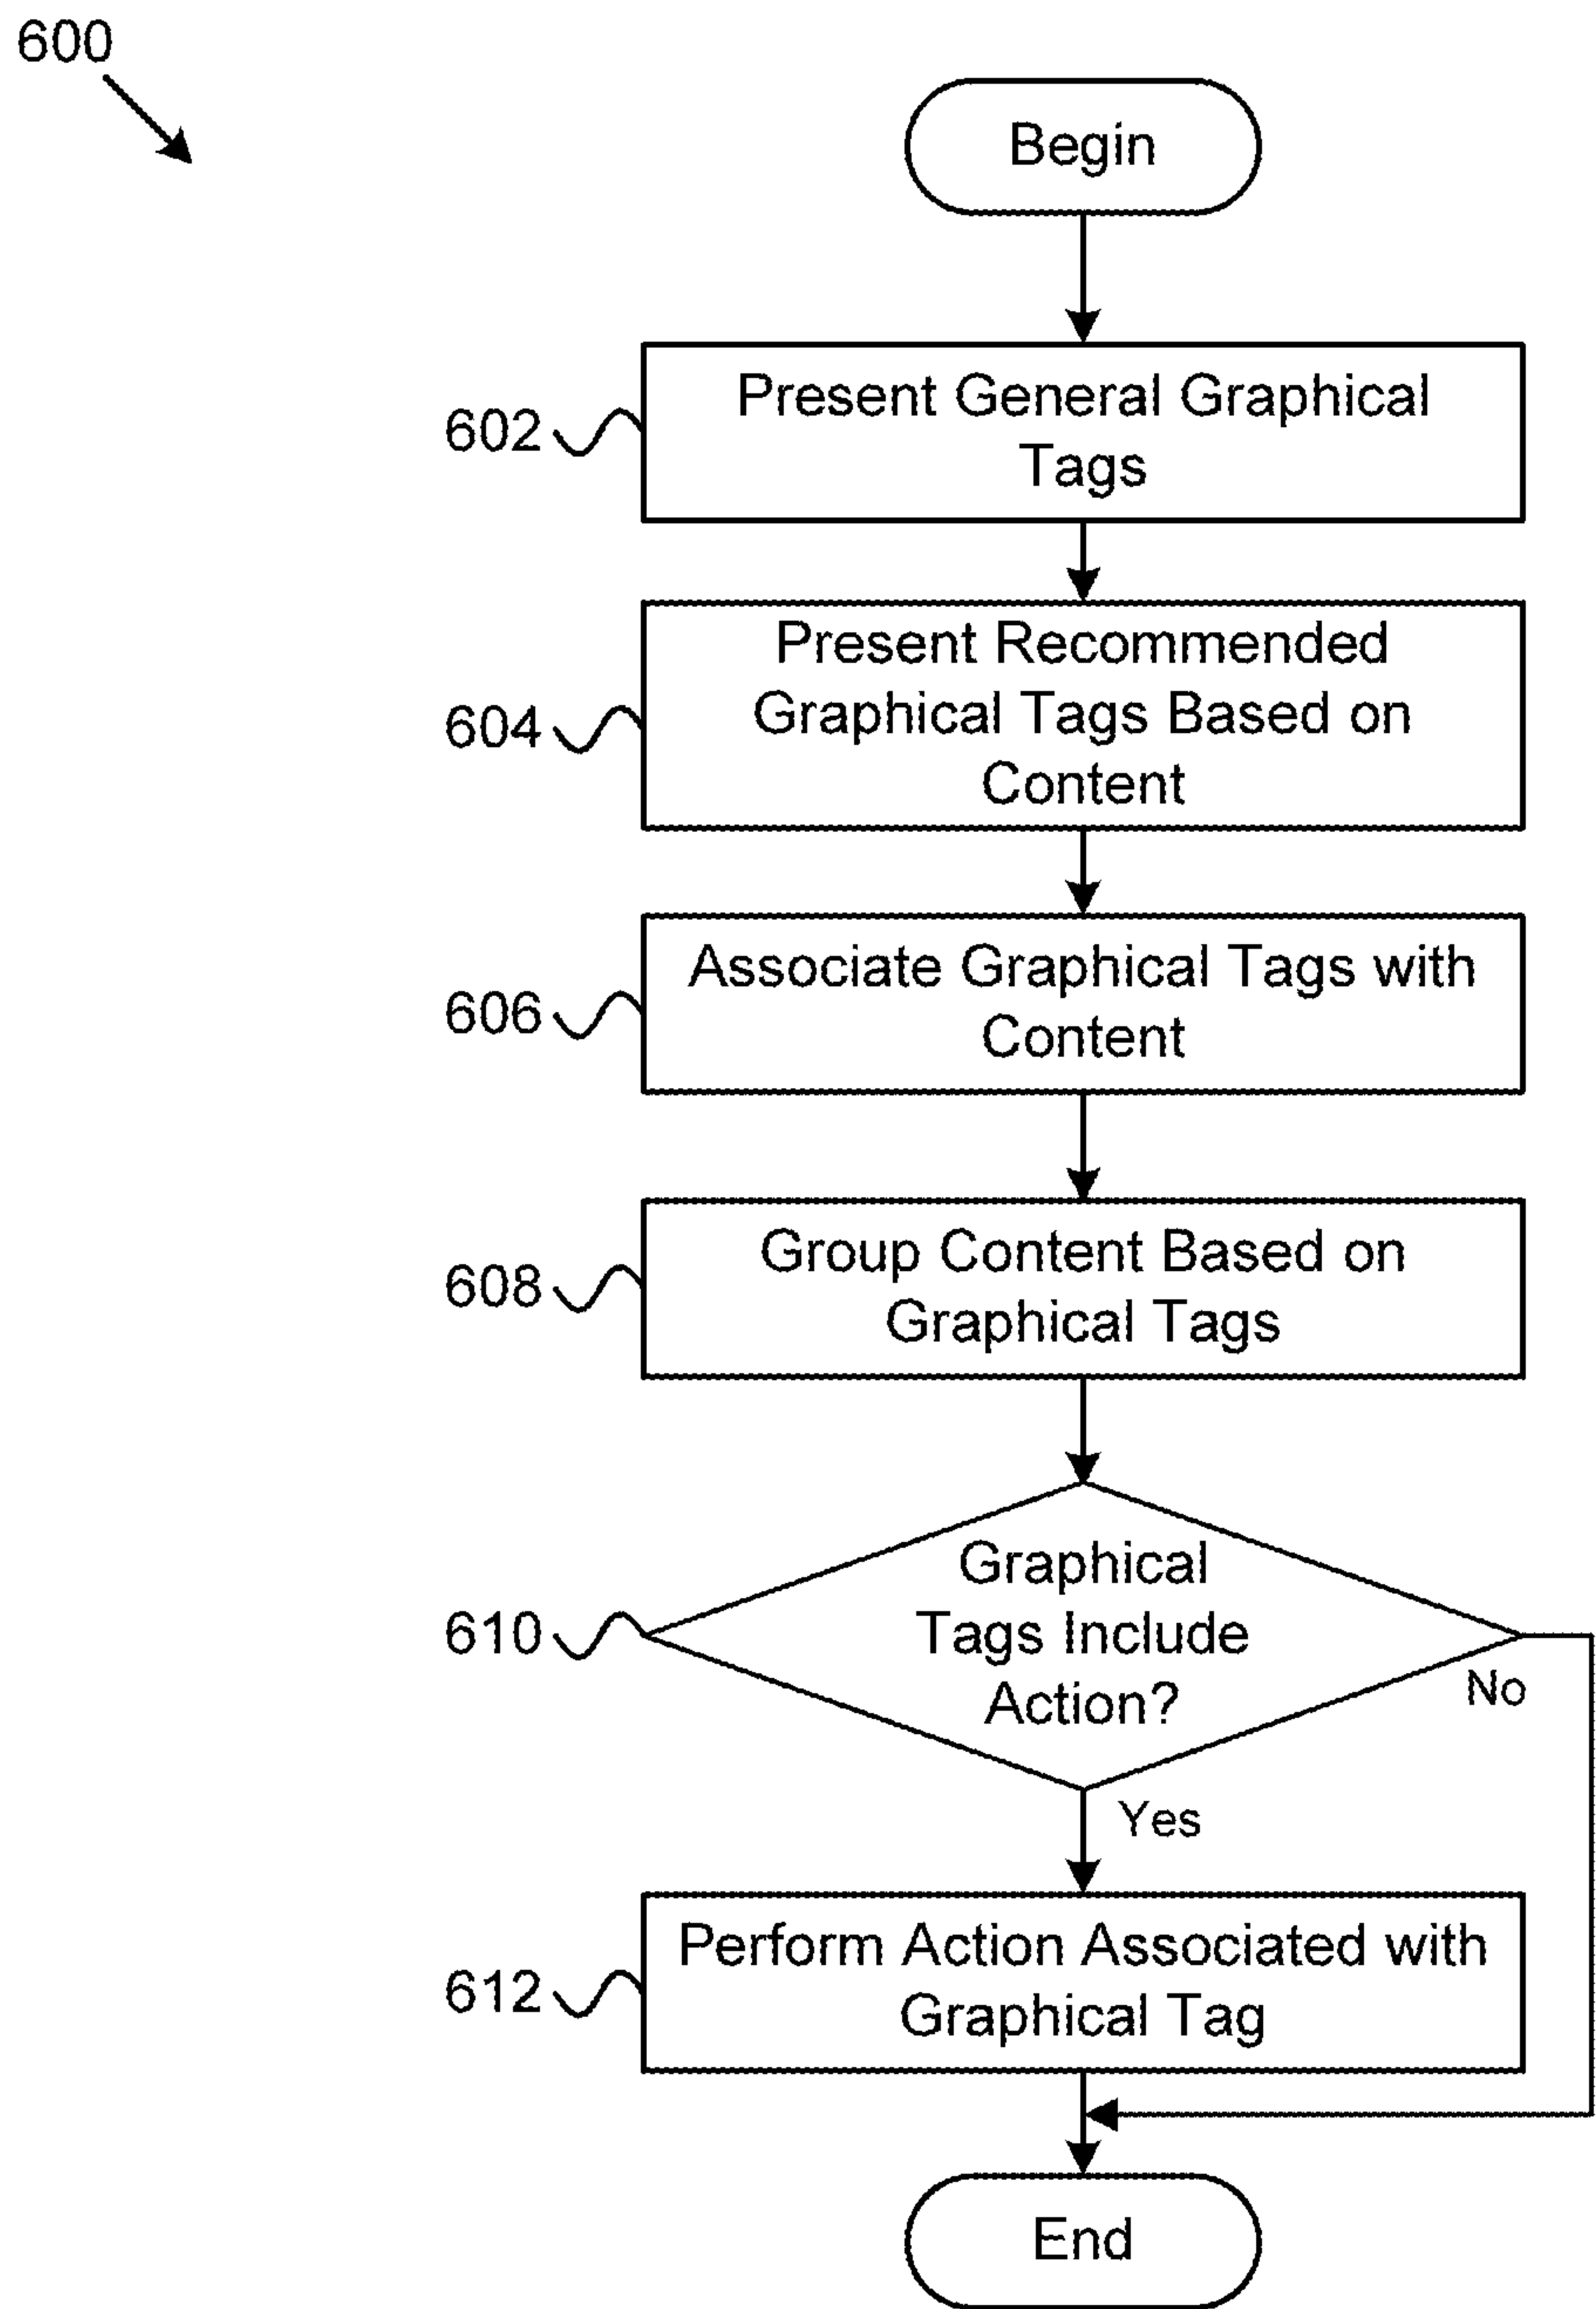 600
Begin
602
Present General Graphical
Tags
604
Present Recommended
Graphical Tags Based on
Content
606
Associate Graphical Tags with
Content
608
Group Content Based on
Graphical Tags
610
Graphical
Tags Include
Action?
No
Yes
612
Perform Action Associated with
Graphical Tag
End